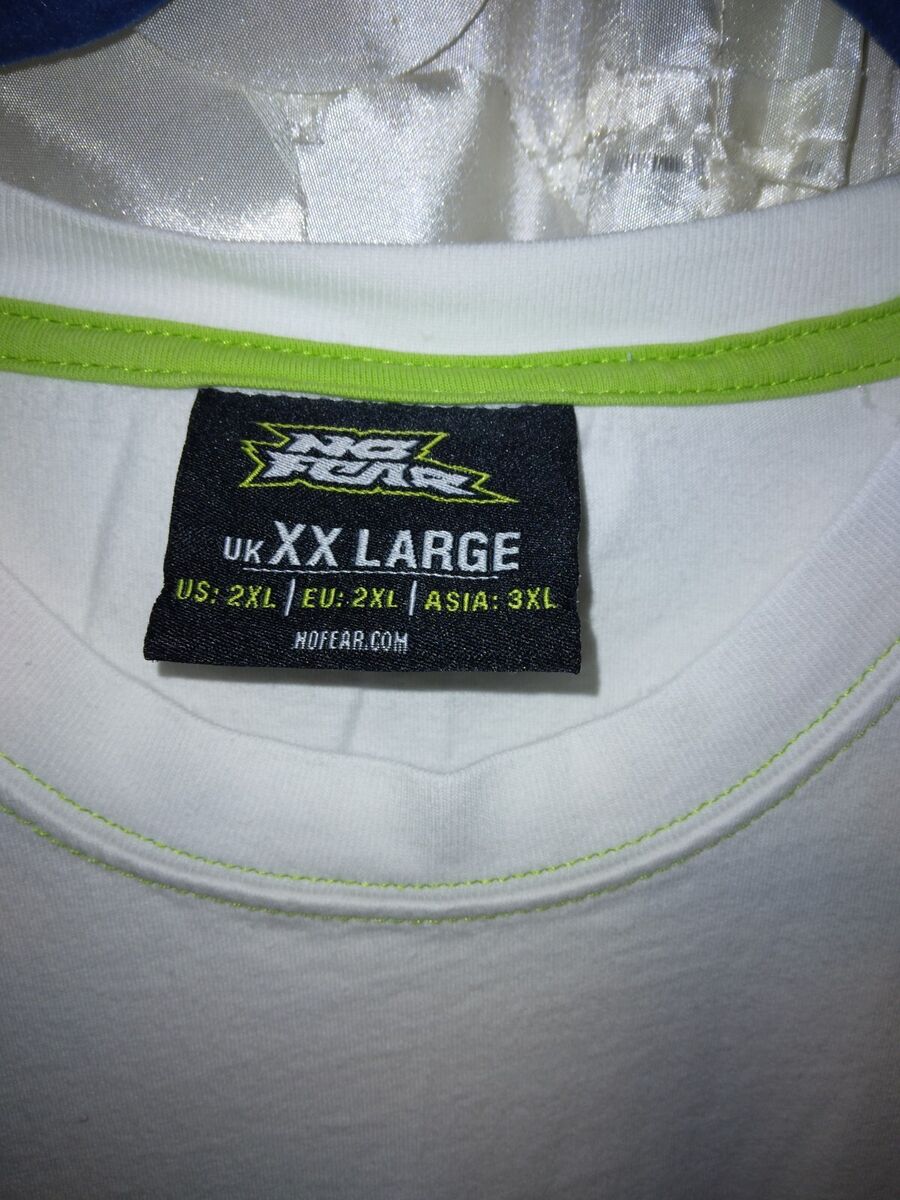 NO
FEAR
UK XX LARGE
US: 2XL | EU: 2XL | ASIA: 3XL
NOFEAR.COM